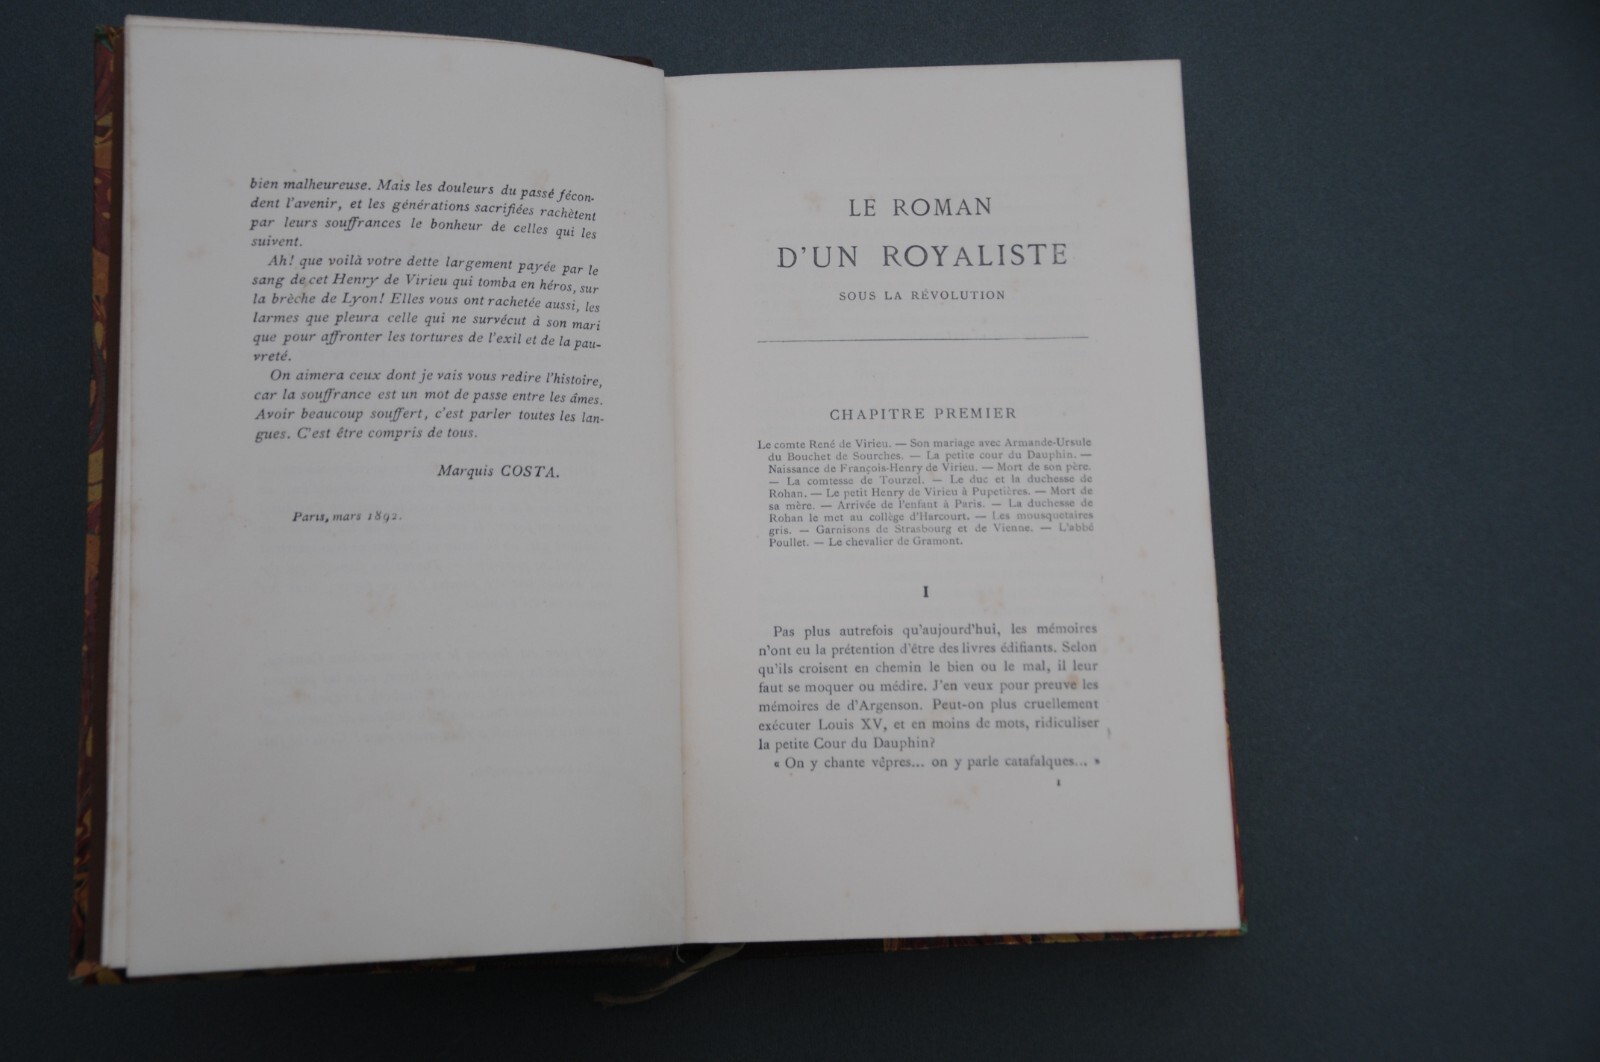 bien malheureuse. Mais les douleurs du passé fécon-
dent l'avenir, et les générations sacrifiées rachètent
par leurs souffrances le bonheur de celles qui les
suivent.
Ah! que voilà votre dette largement payée par le
sang de cet Henry de Virieu qui tomba en héros, sur
la brèche de Lyon! Elles vous ont rachetée aussi, les
larmes que pleura celle qui ne survécut à son mari
que pour affronter les tortures de l'exil et de la pau-
vreté.
On aimera ceux dont je vais vous redire l'histoire,
car la souffrance est un mot de passe entre les âmes.
Avoir beaucoup souffert, c'est parler toutes les lan-
gues. C'est être compris de tous.
Marquis COSTA.
Paris, mars 1892.
LE ROMAN
D'UN ROYALISTE
SOUS LA RÉVOLUTION
CHAPITRE PREMIER
Le comte René de Virieu. — Son mariage avec Armande-Ursule
du Bouchet de Sourches. — La petite cour du Dauphin. —
Naissance de François-Henry de Virieu. — Mort de son père.
— La comtesse de Tourzel. — Le duc et la duchesse de
Rohan. — Le petit Henry de Virieu à Pupetières. — Mort de
sa mère. — Arrivée de l'enfant à Paris. — La duchesse de
Rohan le met au collège d'Harcourt. — Les mousquetaires
gris. — Garnisons de Strasbourg et de Vienne. — L'abbé
Poullet. — Le chevalier de Gramont.
I
Pas plus autrefois qu'aujourd'hui, les mémoires
n'ont eu la prétention d'être des livres édifiants. Selon
qu'ils croisent en chemin le bien ou le mal, il leur
faut se moquer ou médire. J'en veux pour preuve les
mémoires de d'Argenson. Peut-on plus cruellement
exécuter Louis XV, et en moins de mots, ridiculiser
la petite Cour du Dauphin?
« On y chante vêpres... on y parle catafalques... »
1